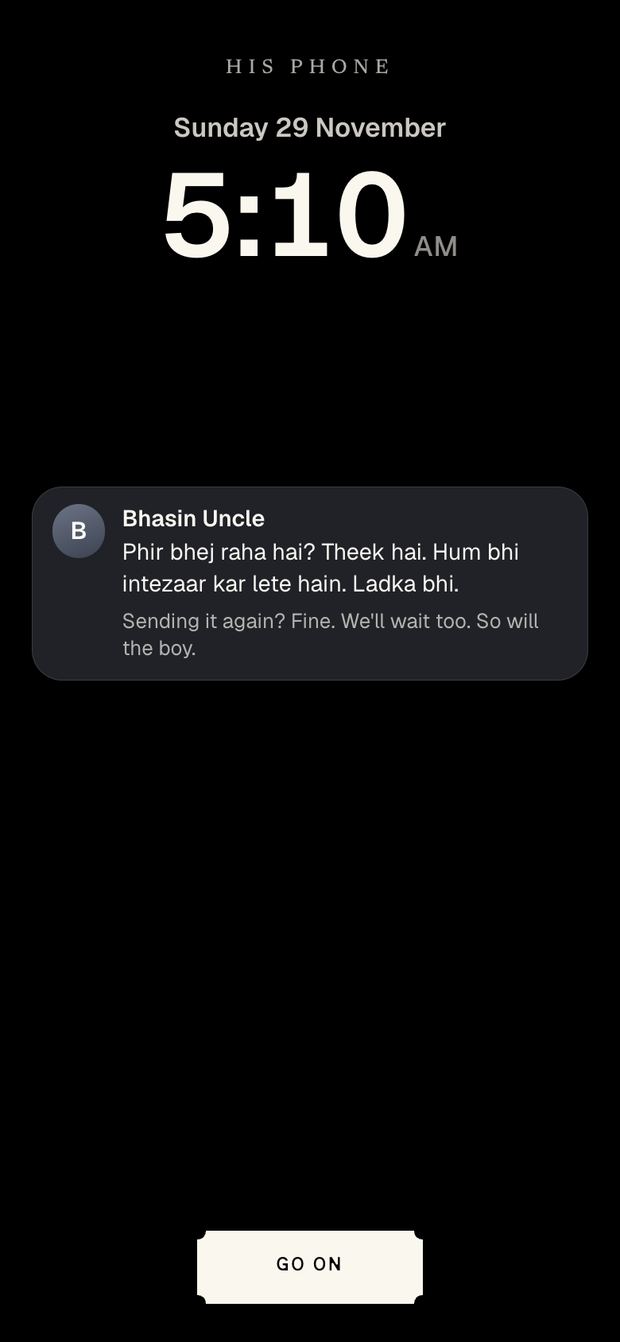 HIS PHONE
Sunday 29 November
5:10 AM
B
Bhasin Uncle
Phir bhej raha hai? Theek hai. Hum bhi
intezaar kar lete hain. Ladka bhi.
Sending it again? Fine. We'll wait too. So will
the boy.
GO ON